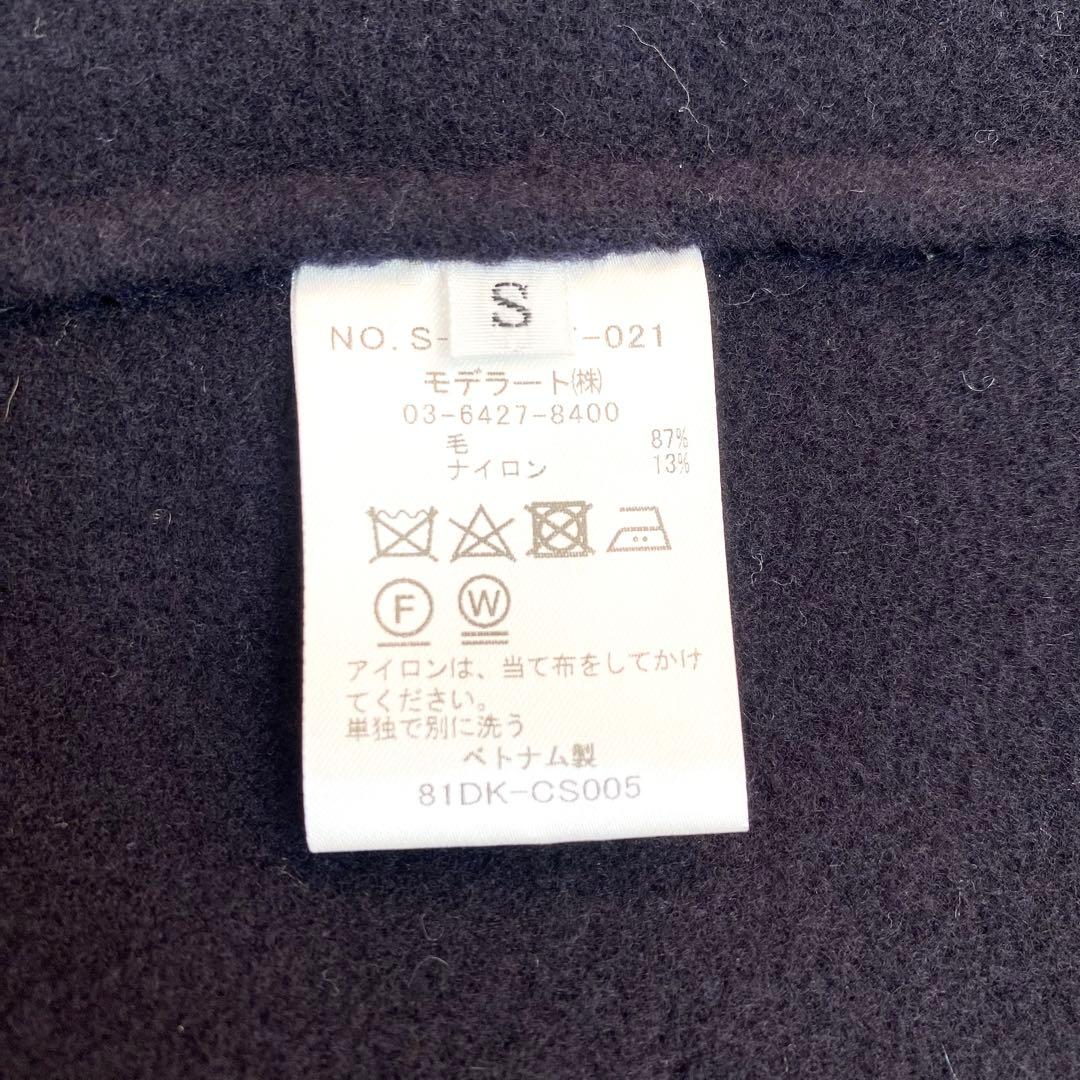 S
NO. S- -021
モデラート㈱
03-6427-8400
毛 87%
ナイロン 13%
F W
アイロンは、当て布をしてかけ
てください。
単独で別に洗う
ベトナム製
81DK-CS005